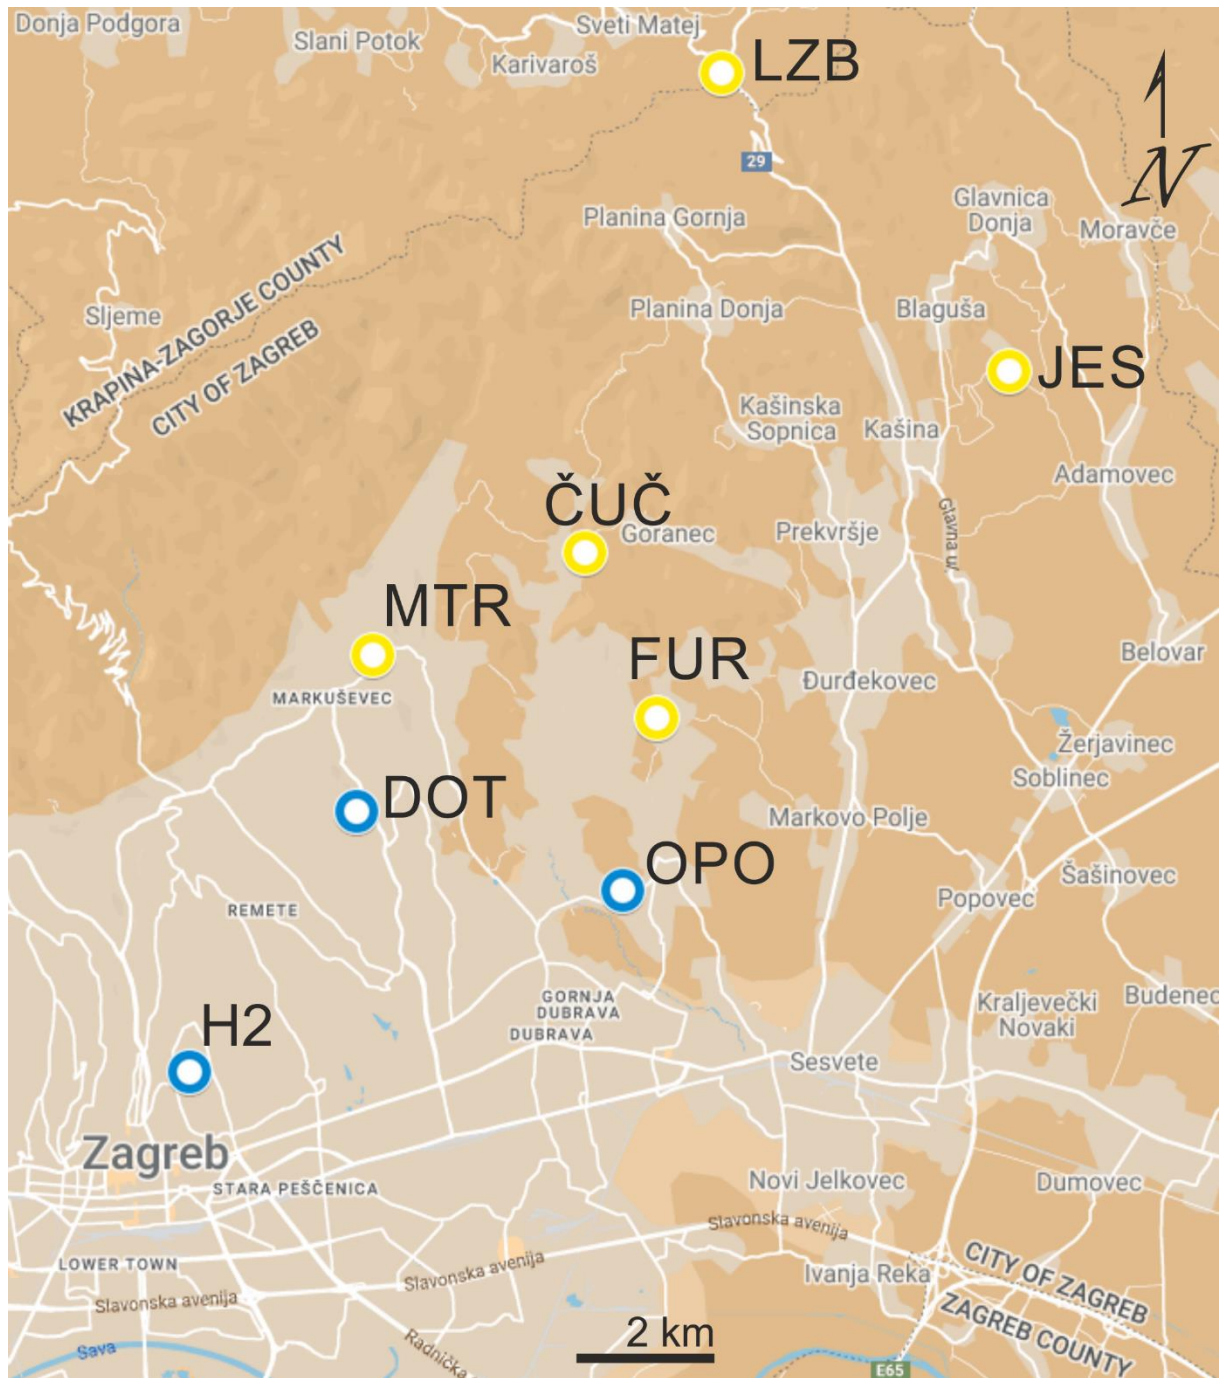 Donja Podgora
Slani Potok
Sveti Matej
Karivaroš
LZB
29
N
Planina Gornja
Glavnica
Donja
Moravče
KRAPINA-ZAGORJE COUNTY
CITY OF ZAGREB
Sljeme
Planina Donja
Blaguša
JES
Kašinska
Sopnica
Kašina
Adamovec
ČUČ
Goranec
Prekvršje
Glavna ul.
MTR
FUR
Belovar
MARKUŠEVEC
Đurđekovec
Žerjavinec
Soblinec
DOT
Markovo Polje
OPO
Šašinovec
Popovec
REMETE
GORNJA
DUBRAVA
DUBRAVA
Kraljevečki
Novaki
Budenec
H2
Sesvete
Zagreb
STARA PEŠČENICA
Novi Jelkovec
Dumovec
Slavonska avenija
LOWER TOWN
Slavonska avenija
Slavonska avenija
Ivanja Reka
CITY OF ZAGREB
ZAGREB COUNTY
Sava
Radnička
2 km
E65